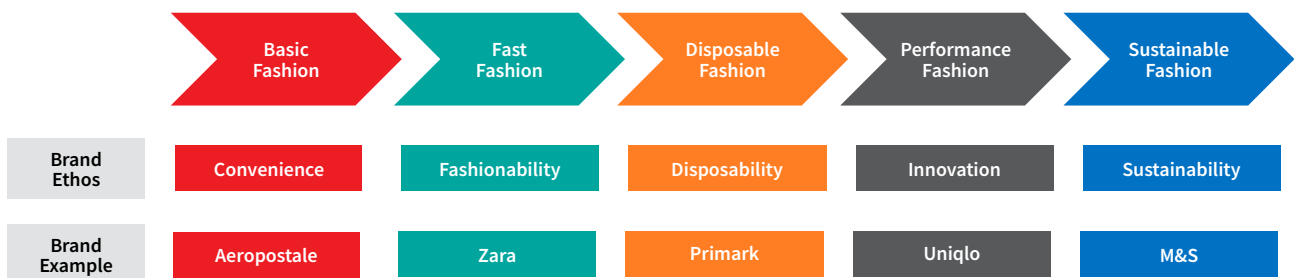 Basic
Fashion
Fast
Fashion
Disposable
Fashion
Performance
Fashion
Sustainable
Fashion
Brand
Ethos
Convenience
Fashionability
Disposability
Innovation
Sustainability
Brand
Example
Aeropostale
Zara
Primark
Uniqlo
M&S